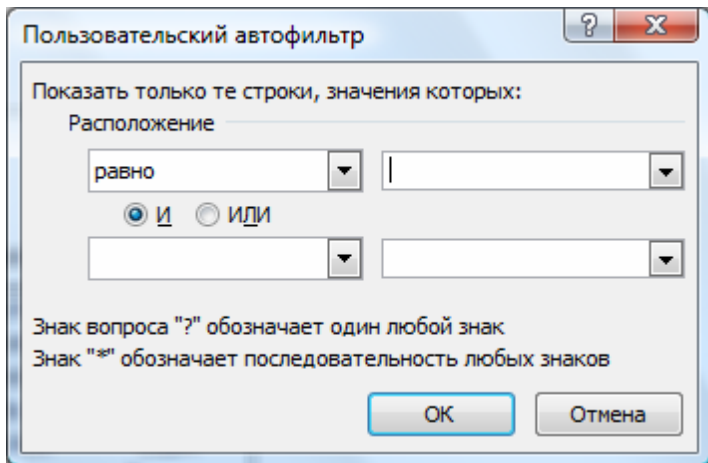 Пользовательский автофильтр
Показать только те строки, значения которых:
Расположение
равно
И ИЛИ
Знак вопроса "?" обозначает один любой знак
Знак "*" обозначает последовательность любых знаков
ОК Отмена